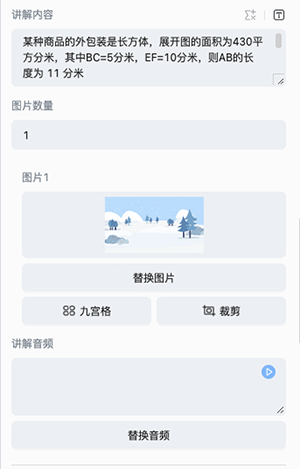 讲解内容
某种商品的外包装是长方体，展开图的面积为430平
方分米，其中BC=5分米，EF=10分米，则AB的长
度为 11 分米
图片数量
1
图片1
替换图片
九宫格
裁剪
讲解音频
替换音频